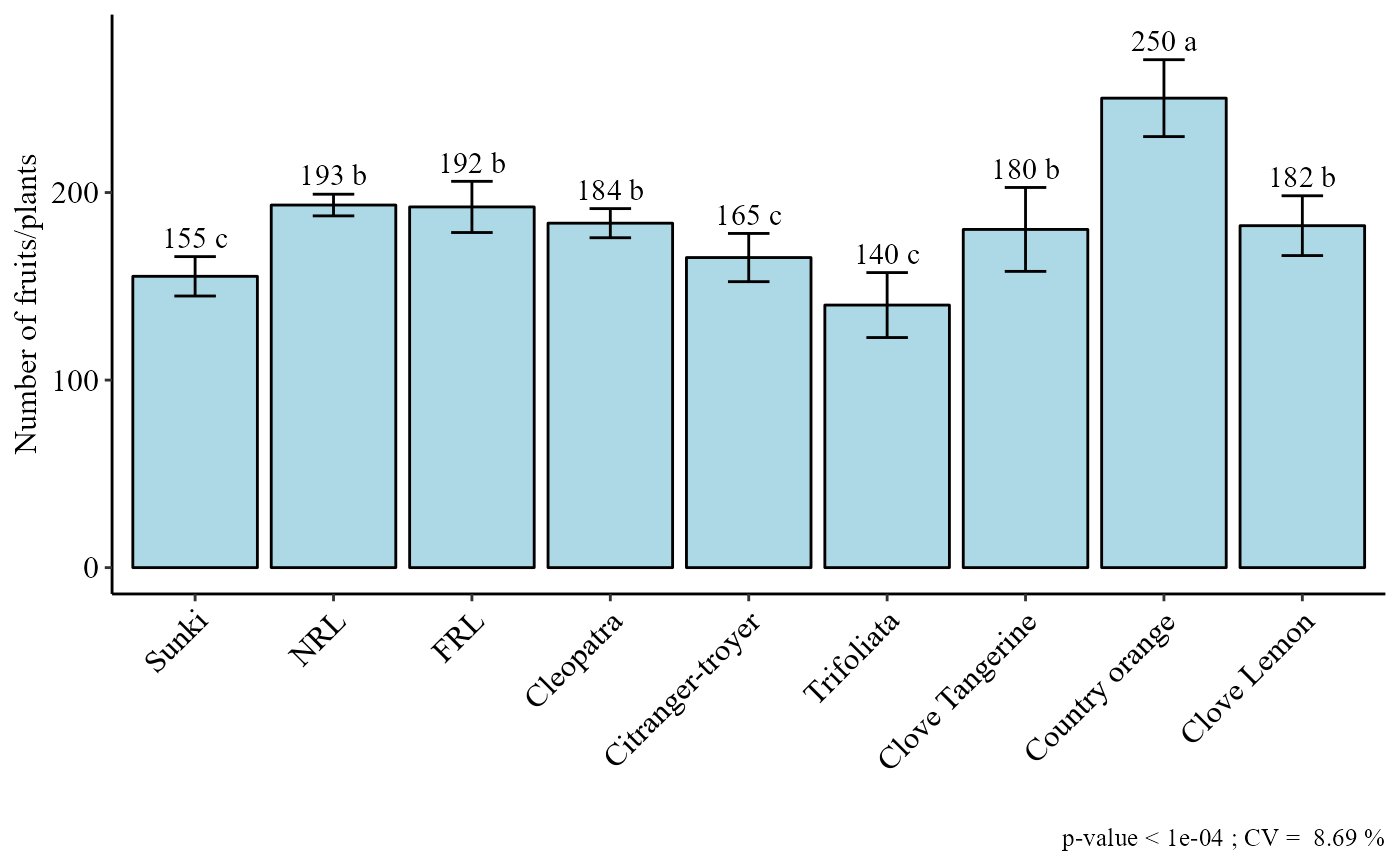 Number of fruits/plants
0
100
200
155 c
193 b
192 b
184 b
165 c
140 c
180 b
250 a
182 b
Sunki
NRL
FRL
Cleopatra
Citranger-troyer
Trifoliata
Clove Tangerine
Country orange
Clove Lemon
p-value < 1e-04 ; CV =  8.69 %